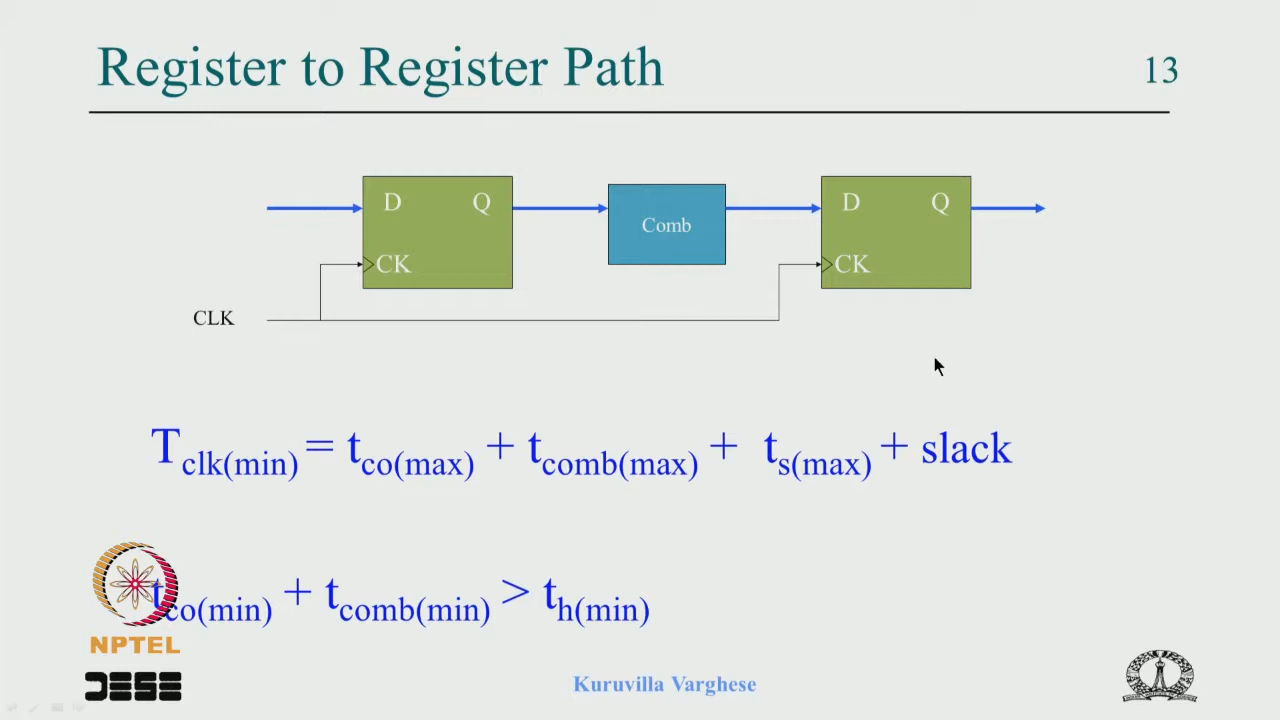 Register to Register Path
13
D Q Comb D Q
CK CK
CLK
T clk(min) = t co(max) + t comb(max) + t s(max) + slack
t co(min) + t comb(min) > t h(min)
NPTEL
DESE
Kuruvilla Varghese